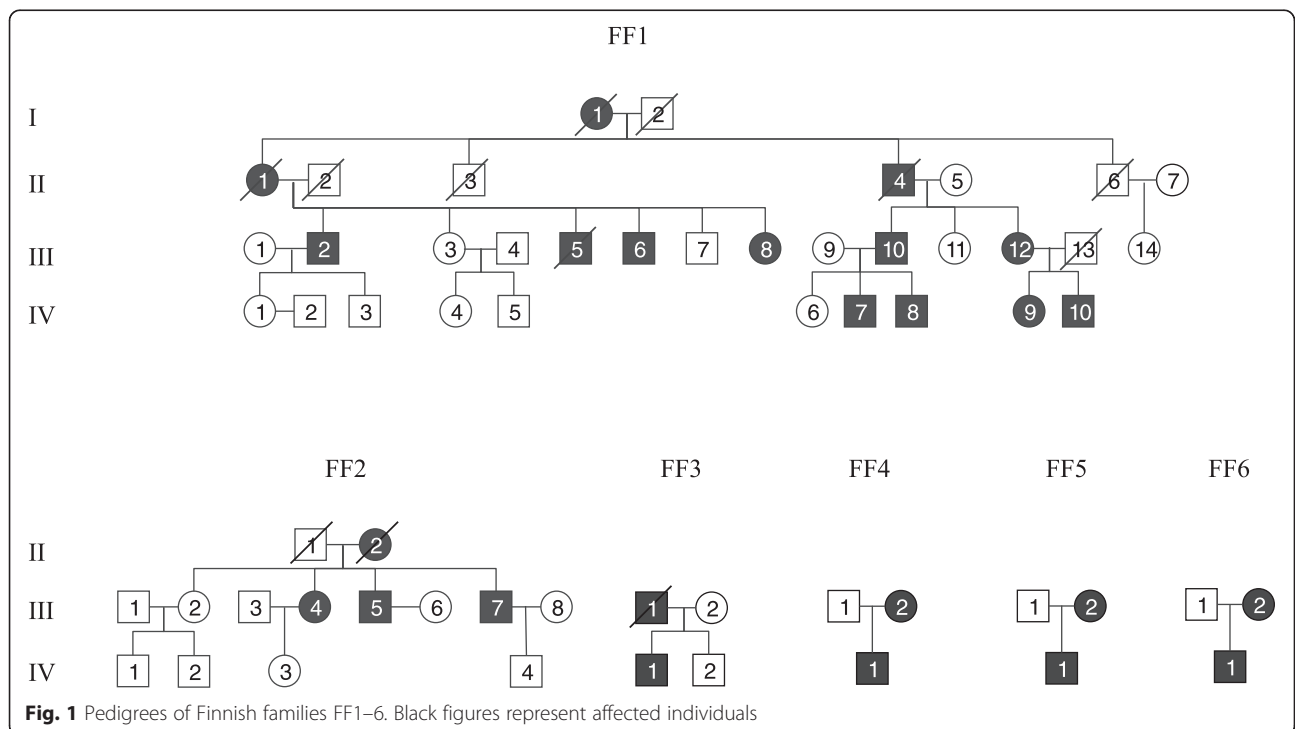 FF1
I 1 2
II 1 2 3 4 5 6 7
III 1 2 3 4 5 6 7 8 9 10 11 12 13 14
IV 1 2 3 4 5 6 7 8 9 10
FF2 FF3 FF4 FF5 FF6
II 1 2
III 1 2 3 4 5 6 7 8 1 2 1 2 1 2 1 2
IV 1 2 3 4 1 2 1 1 1
Fig. 1 Pedigrees of Finnish families FF1–6. Black figures represent affected individuals